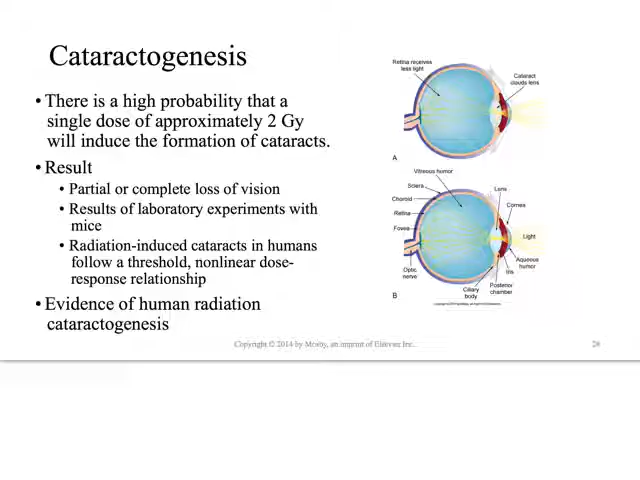 Cataractogenesis
• There is a high probability that a
single dose of approximately 2 Gy
will induce the formation of cataracts.
• Result
• Partial or complete loss of vision
• Results of laboratory experiments with
mice
• Radiation-induced cataracts in humans
follow a threshold, nonlinear dose-
response relationship
• Evidence of human radiation
cataractogenesis
Retina receives
less light
Cataract
clouds lens
A
Vitreous humor
Sclera
Choroid
Retina
Fovea
Optic
nerve
Lens
Cornea
Light
Aqueous
humor
Iris
Posterior
chamber
Ciliary
body
B
Copyright © 2014 by Mosby, an imprint of Elsevier Inc.